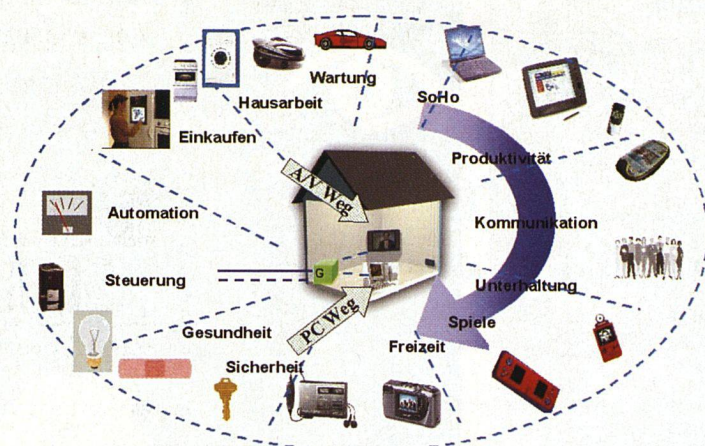 Wartung
SoHo
Hausarbeit
Einkaufen
Produktivität
A/V Weg
Automation
Kommunikation
G
Steuerung
Unterhaltung
Gesundheit
PC Weg
Spiele
Freizeit
Sicherheit